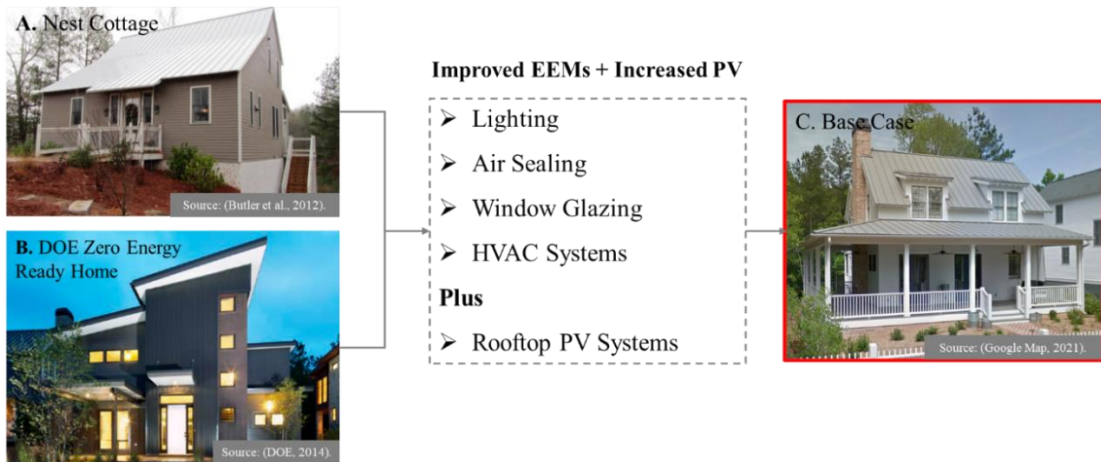 A. Nest Cottage
Source: (Butler et al., 2012).
B. DOE Zero Energy
Ready Home
Source: (DOE, 2014).
Improved EEMs + Increased PV
➢ Lighting
➢ Air Sealing
➢ Window Glazing
➢ HVAC Systems
Plus
➢ Rooftop PV Systems
C. Base Case
Source: (Google Map, 2021).